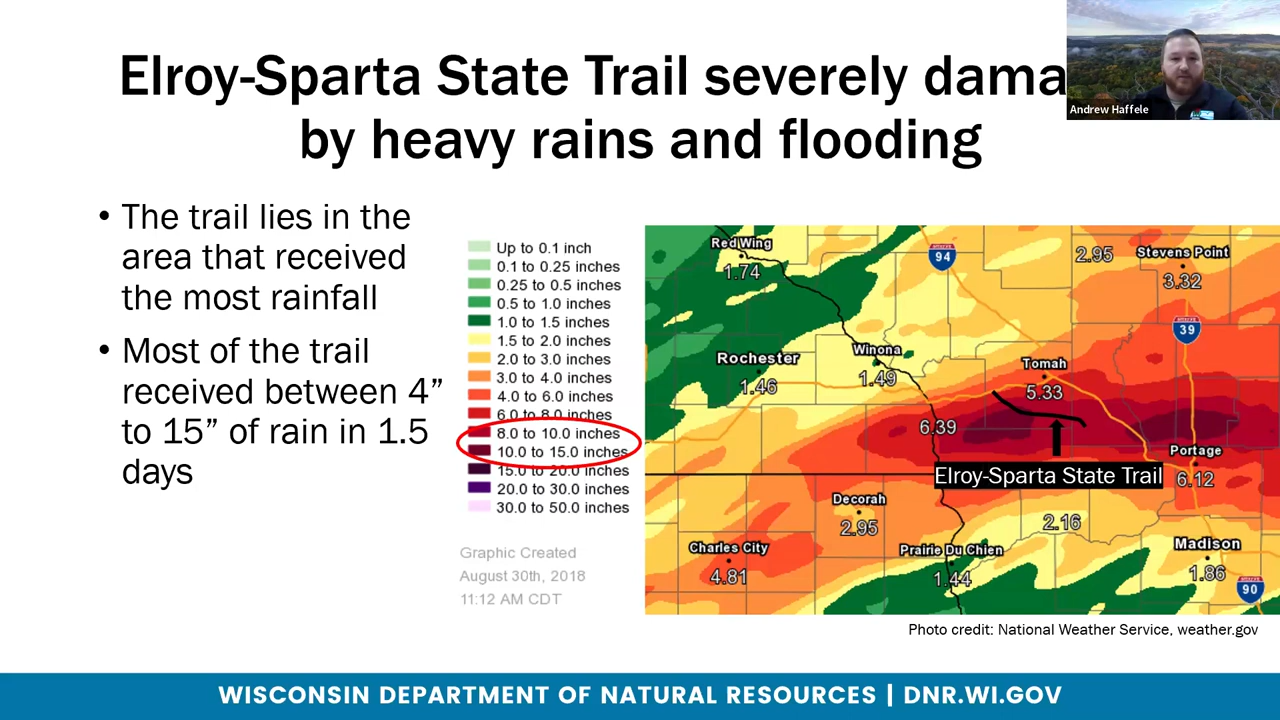 Elroy-Sparta State Trail severely dama
by heavy rains and flooding
Andrew Haffele
• The trail lies in the
area that received
the most rainfall
• Most of the trail
received between 4”
to 15” of rain in 1.5
days
Up to 0.1 inch
0.1 to 0.25 inches
0.25 to 0.5 inches
0.5 to 1.0 inches
1.0 to 1.5 inches
1.5 to 2.0 inches
2.0 to 3.0 inches
3.0 to 4.0 inches
4.0 to 6.0 inches
6.0 to 8.0 inches
8.0 to 10.0 inches
10.0 to 15.0 inches
15.0 to 20.0 inches
20.0 to 30.0 inches
30.0 to 50.0 inches
Graphic Created
August 30th, 2018
11:12 AM CDT
Red Wing
1.74
94
2.95
Stevens Point
3.32
39
Rochester
1.46
Winona
1.49
Tomah
5.33
6.39
Portage
6.12
Elroy-Sparta State Trail
Decorah
2.95
2.16
Charles City
4.81
Prairie Du Chien
1.44
Madison
1.86
90
Photo credit: National Weather Service, weather.gov
WISCONSIN DEPARTMENT OF NATURAL RESOURCES | DNR.WI.GOV